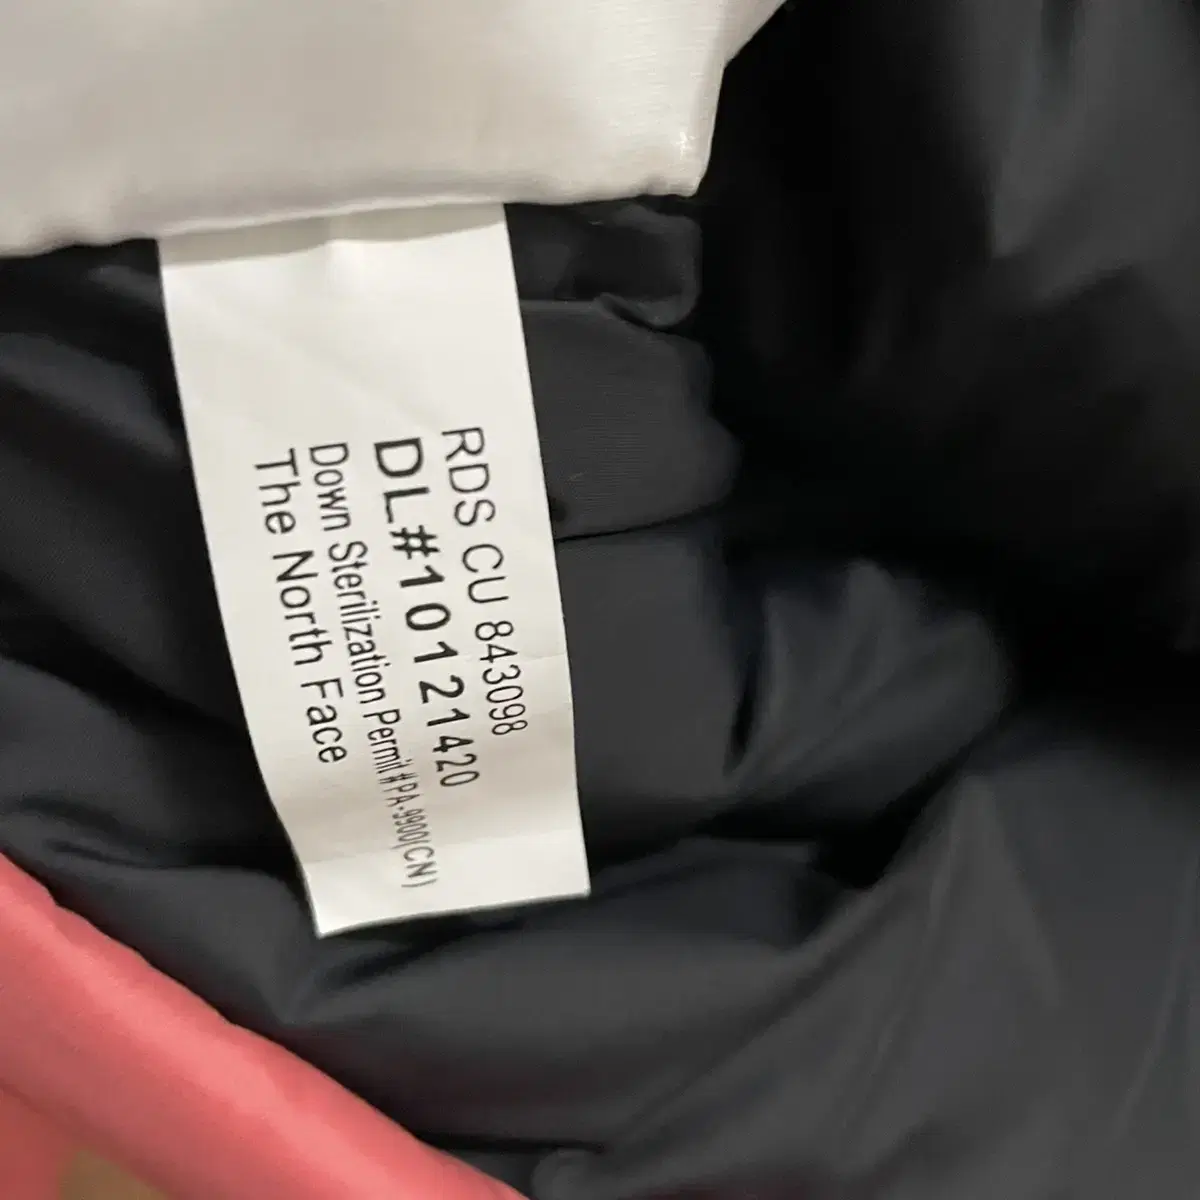 RDS CU 843098
DL#10121420
Down Sterilization Permit#PA-9900(CN)
The North Face